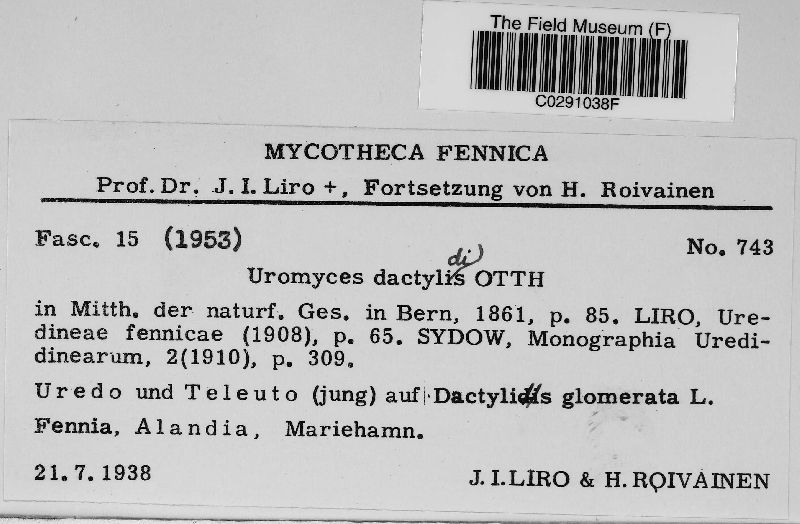 The Field Museum (F)
C0291038F
MYCOTHECA FENNICA
Prof. Dr. J. I. Liro +, Fortsetzung von H. Roivainen
Fasc. 15 (1953)
No. 743
di)
Uromyces dactylis OTTH
in Mitth. der naturf. Ges. in Bern, 1861, p. 85. LIRO, Ure-
dineae fennicae (1908), p. 65. SYDOW, Monographia Uredi-
dinearum, 2(1910), p. 309.
Uredo und Teleuto (jung) auf Dactylis glomerata L.
Fennia, Alandia, Mariehamn.
21. 7. 1938
J. I. LIRO & H. ROIVAINEN